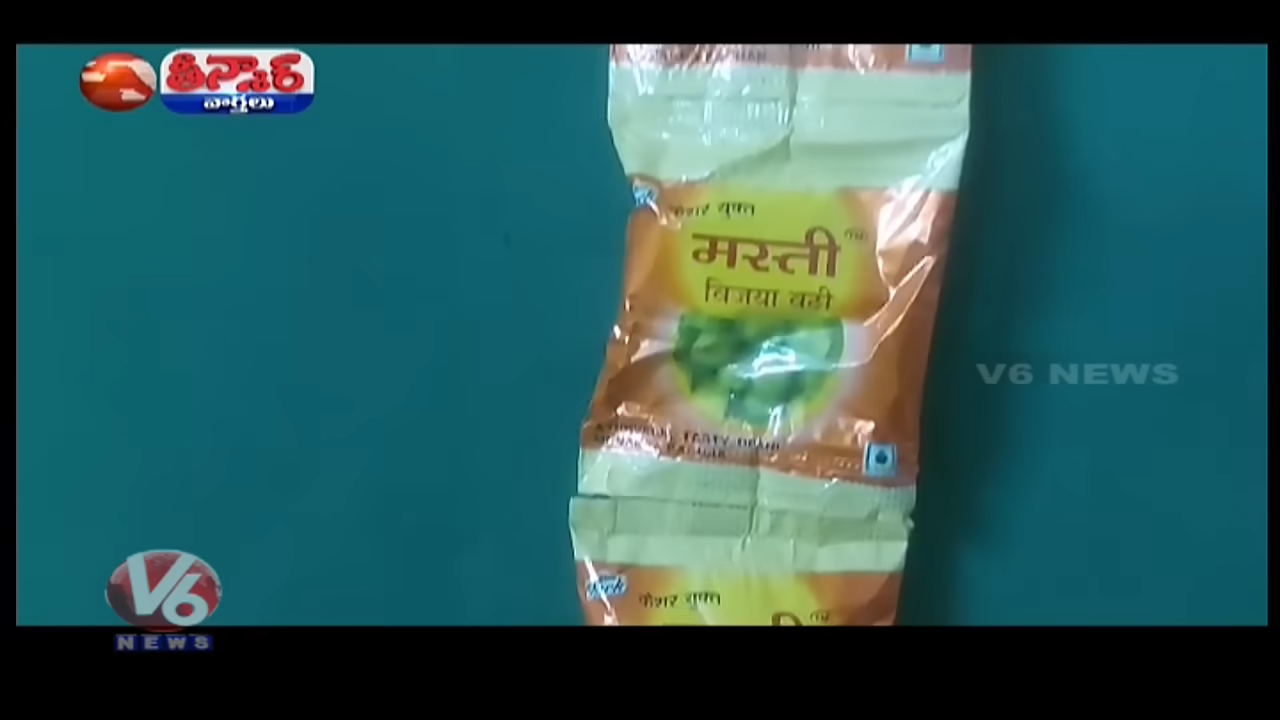 తీన్మార్
వార్తలు
केशर युक्त
मस्ती
विजया वटी
V6 NEWS
TASTY
V6
NEWS
केशर युक्त